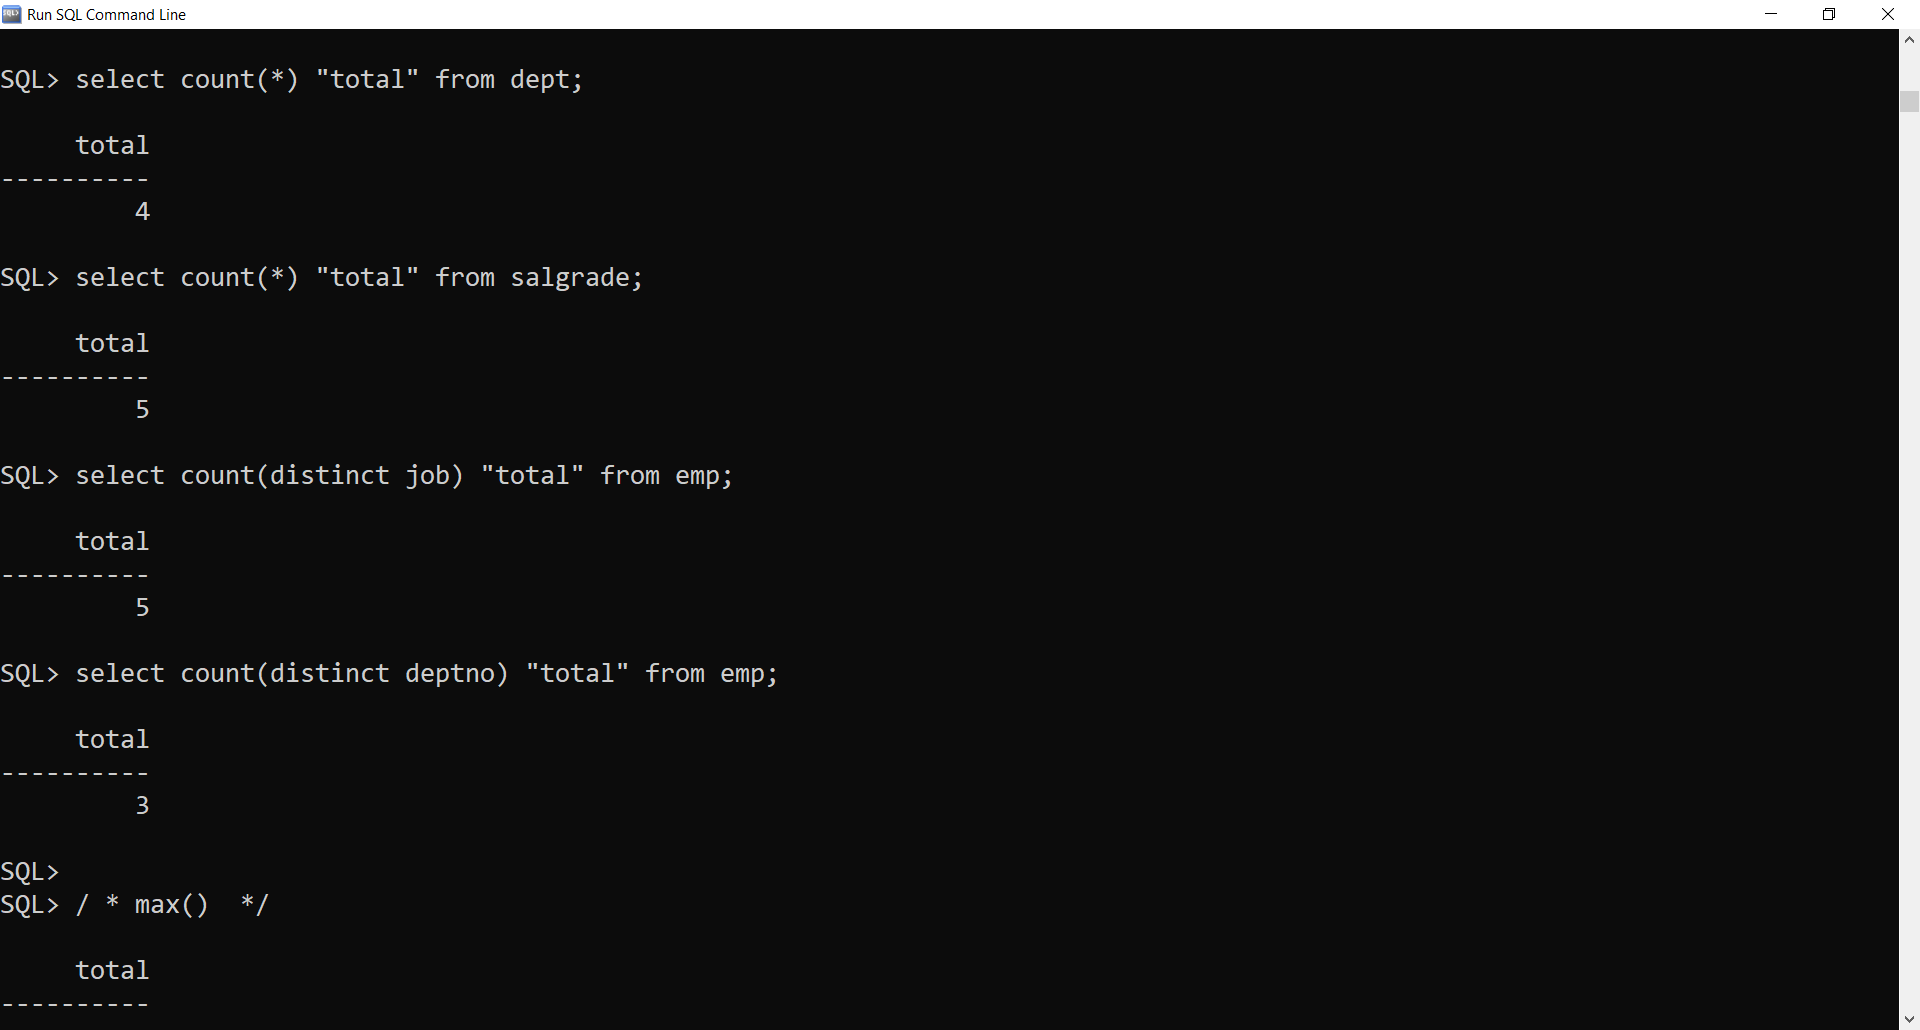 Run SQL Command Line
SQL> select count(*) "total" from dept;
     total
----------
         4
SQL> select count(*) "total" from salgrade;
     total
----------
         5
SQL> select count(distinct job) "total" from emp;
     total
----------
         5
SQL> select count(distinct deptno) "total" from emp;
     total
----------
         3
SQL>
SQL> / * max()  */
     total
----------